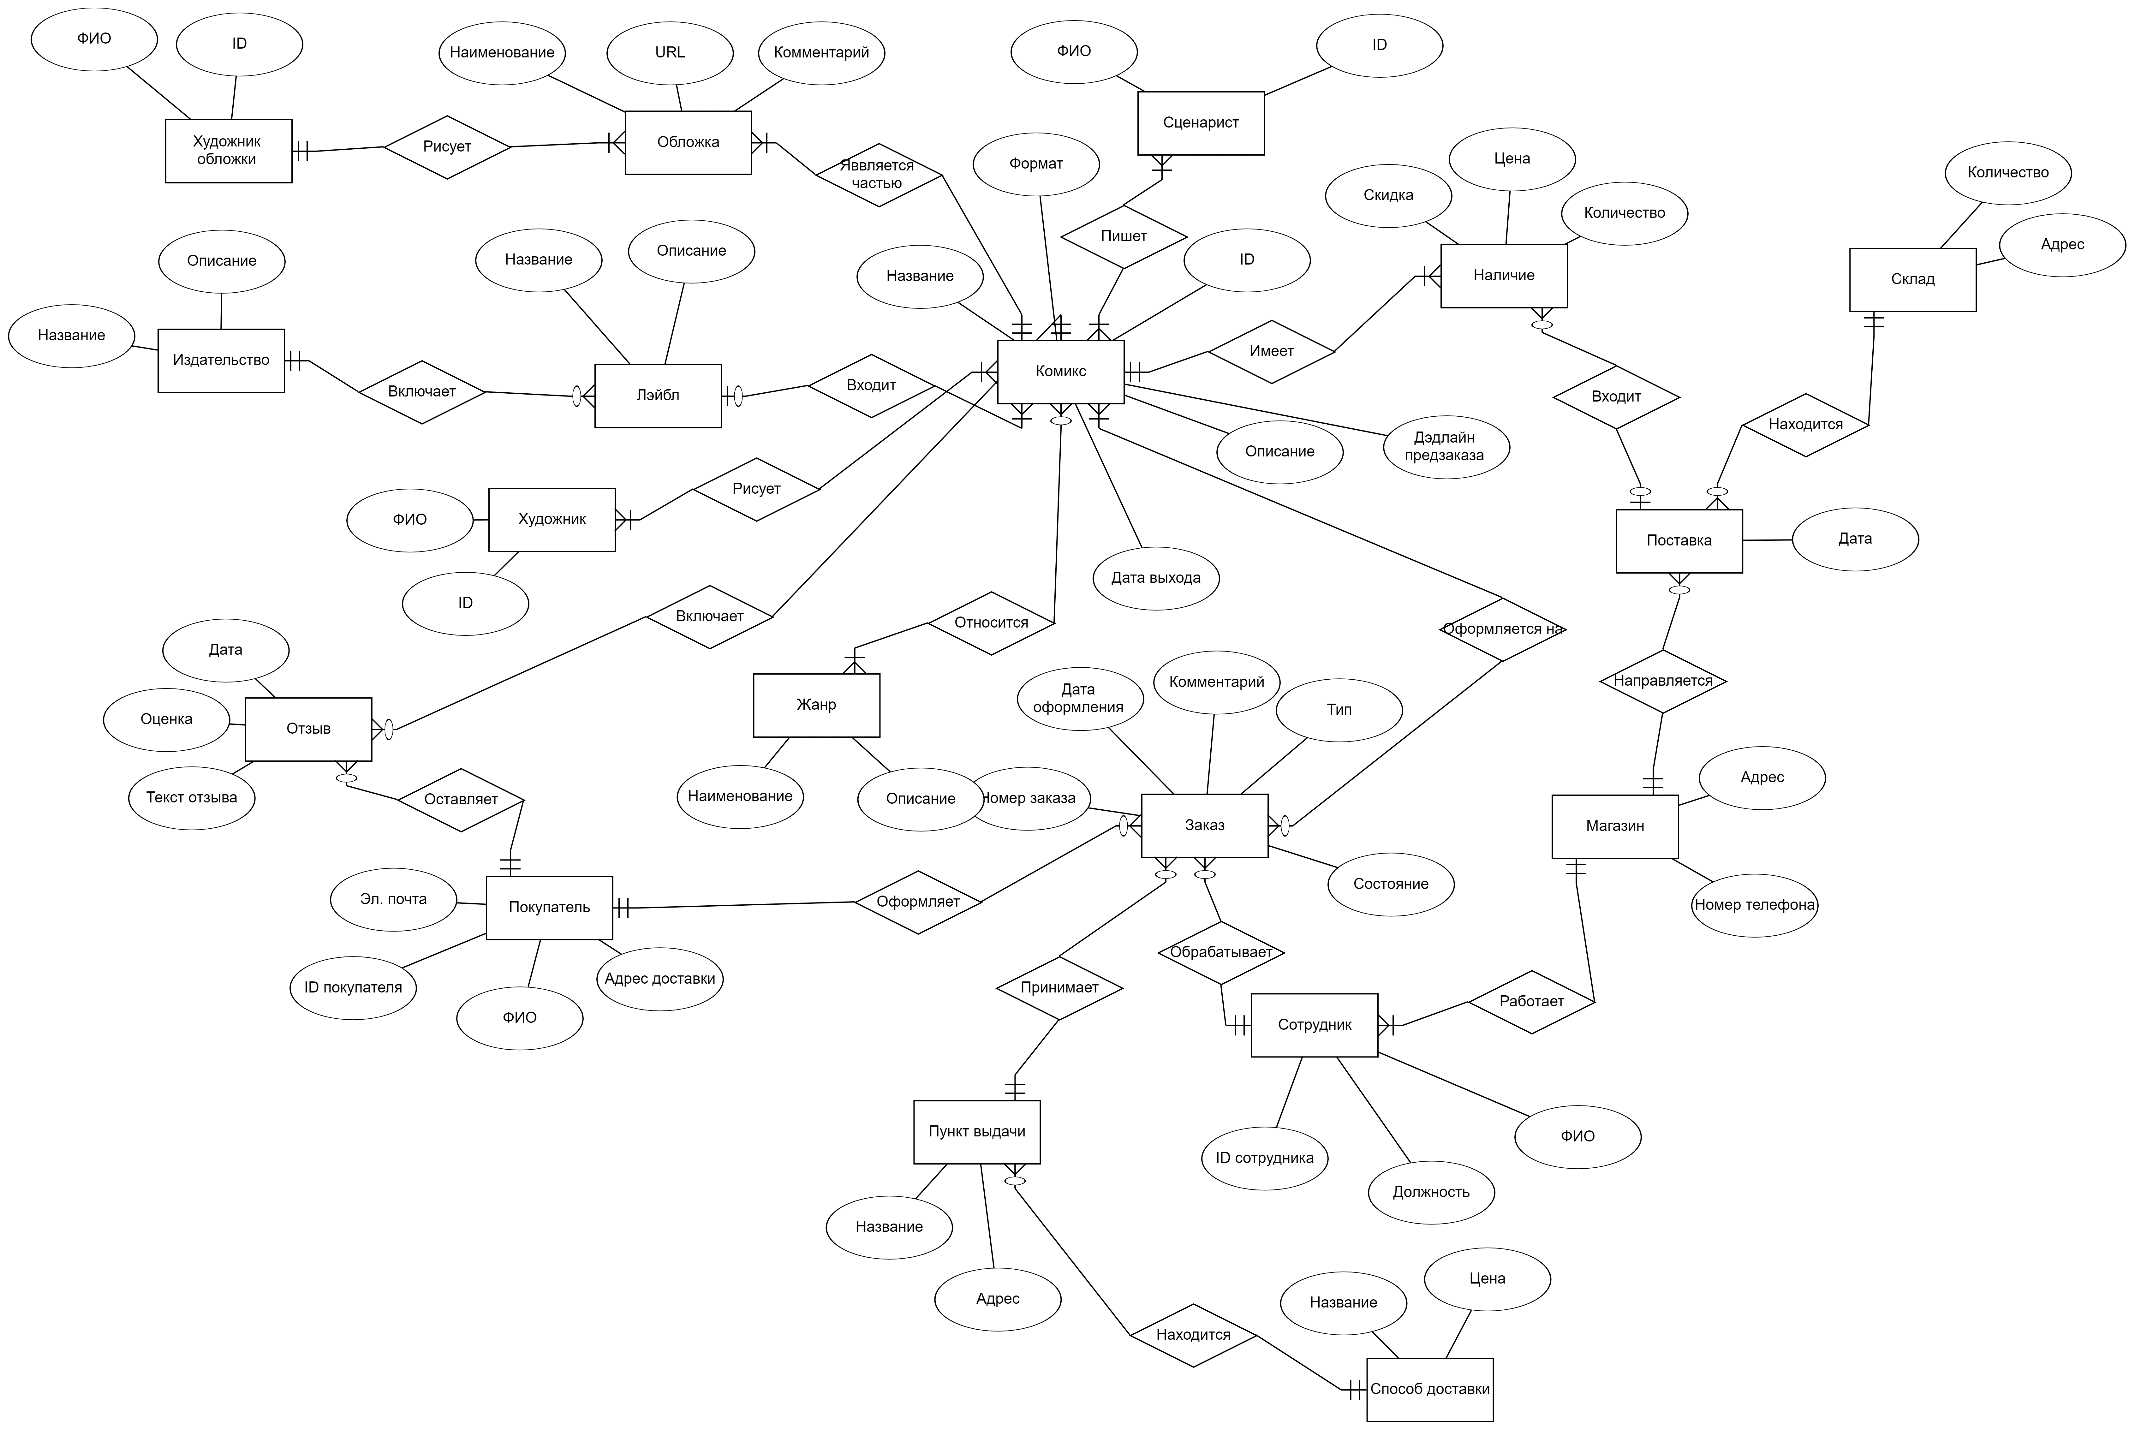 ФИО
ID
Наименование
URL
Комментарий
ФИО
ID
Художник
обложки
Рисует
Обложка
Яввляется
частью
Формат
Сценарист
Цена
Скидка
Количество
Количество
Адрес
Склад
Наличие
Пишет
ID
Название
Описание
Название
Описание
Название
Издательство
Включает
Лэйбл
Входит
Комикс
Имеет
Входит
Находится
Описание
Дэдлайн
предзаказа
Рисует
ФИО
Художник
ID
Дата выхода
Поставка
Дата
Включает
Относится
Оформляется на
Направляется
Дата
Оценка
Отзыв
Текст отзыва
Оставляет
Жанр
Наименование
Описание
Номер заказа
Дата
оформления
Комментарий
Тип
Заказ
Состояние
Магазин
Адрес
Номер телефона
Эл. почта
Покупатель
Оформляет
ID покупателя
ФИО
Адрес доставки
Принимает
Обрабатывает
Сотрудник
Работает
Пункт выдачи
ID сотрудника
Должность
ФИО
Название
Адрес
Находится
Название
Цена
Способ доставки